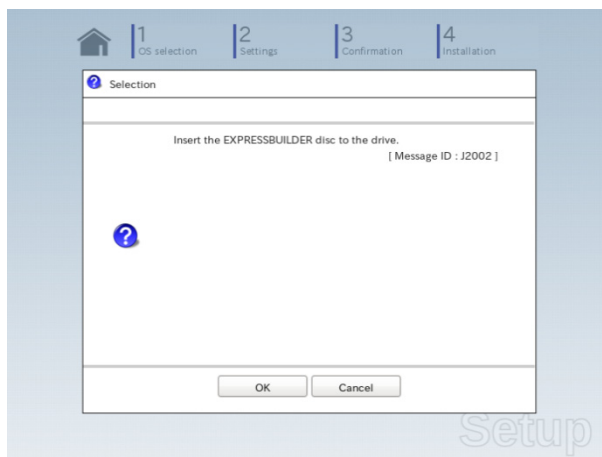 1
OS selection
2
Settings
3
Confirmation
4
Installation
Selection
Insert the EXPRESSBUILDER disc to the drive.
[ Message ID : J2002 ]
OK
Cancel
Setup